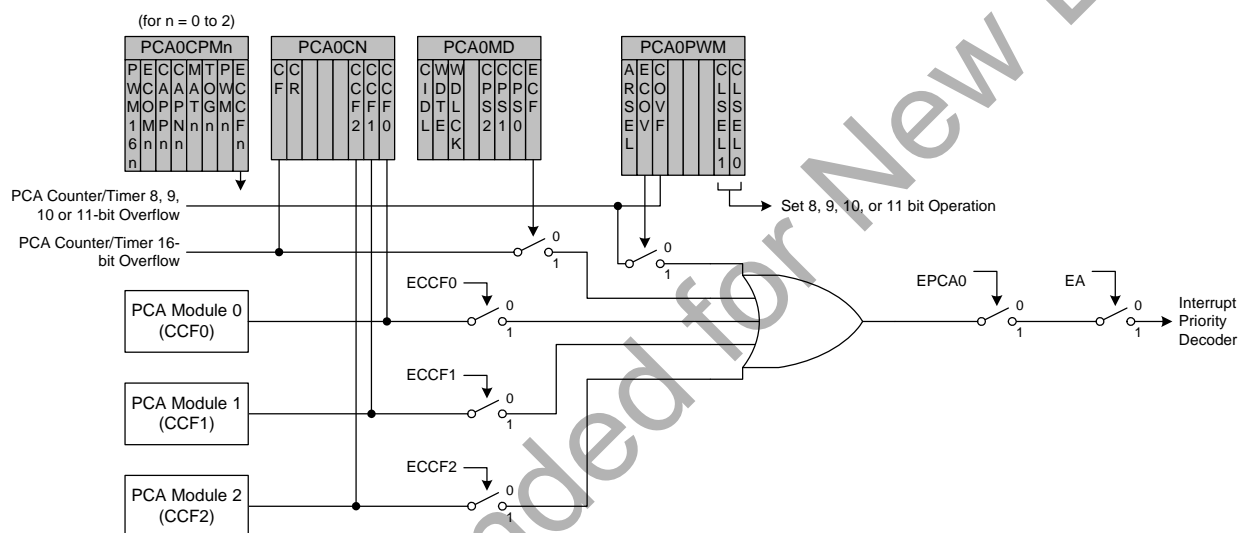 (for n = 0 to 2)
PCA0CPMn
PWM16n
ECOMn
CAPPn
CAPNn
MATn
TOGn
PWMn
ECCFn
PCA0CN
CF
CR
CCF2
CCF1
CCF0
PCA0MD
CIDL
WDTE
WDLCK
CPS2
CPS1
CPS0
ECF
PCA0PWM
ARSEL
ECOV
COVF
CLSEL1
CLSEL0
PCA Counter/Timer 8, 9,
10 or 11-bit Overflow
Set 8, 9, 10, or 11 bit Operation
PCA Counter/Timer 16-
bit Overflow
0
1
0
1
PCA Module 0
(CCF0)
ECCF0
0
1
EPCA0
0
1
EA
0
1
Interrupt
Priority
Decoder
PCA Module 1
(CCF1)
ECCF1
0
1
PCA Module 2
(CCF2)
ECCF2
0
1
nded for New